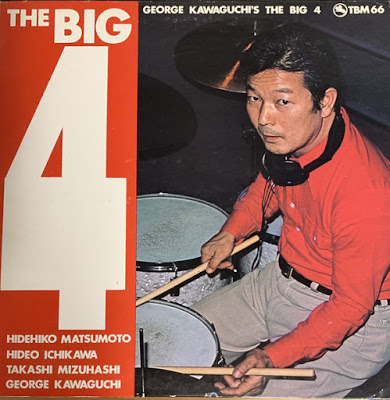 THE BIG
4
GEORGE KAWAGUCHI'S THE BIG 4
TBM 66
HIDEHIKO MATSUMOTO
HIDEO ICHIKAWA
TAKASHI MIZUHASHI
GEORGE KAWAGUCHI